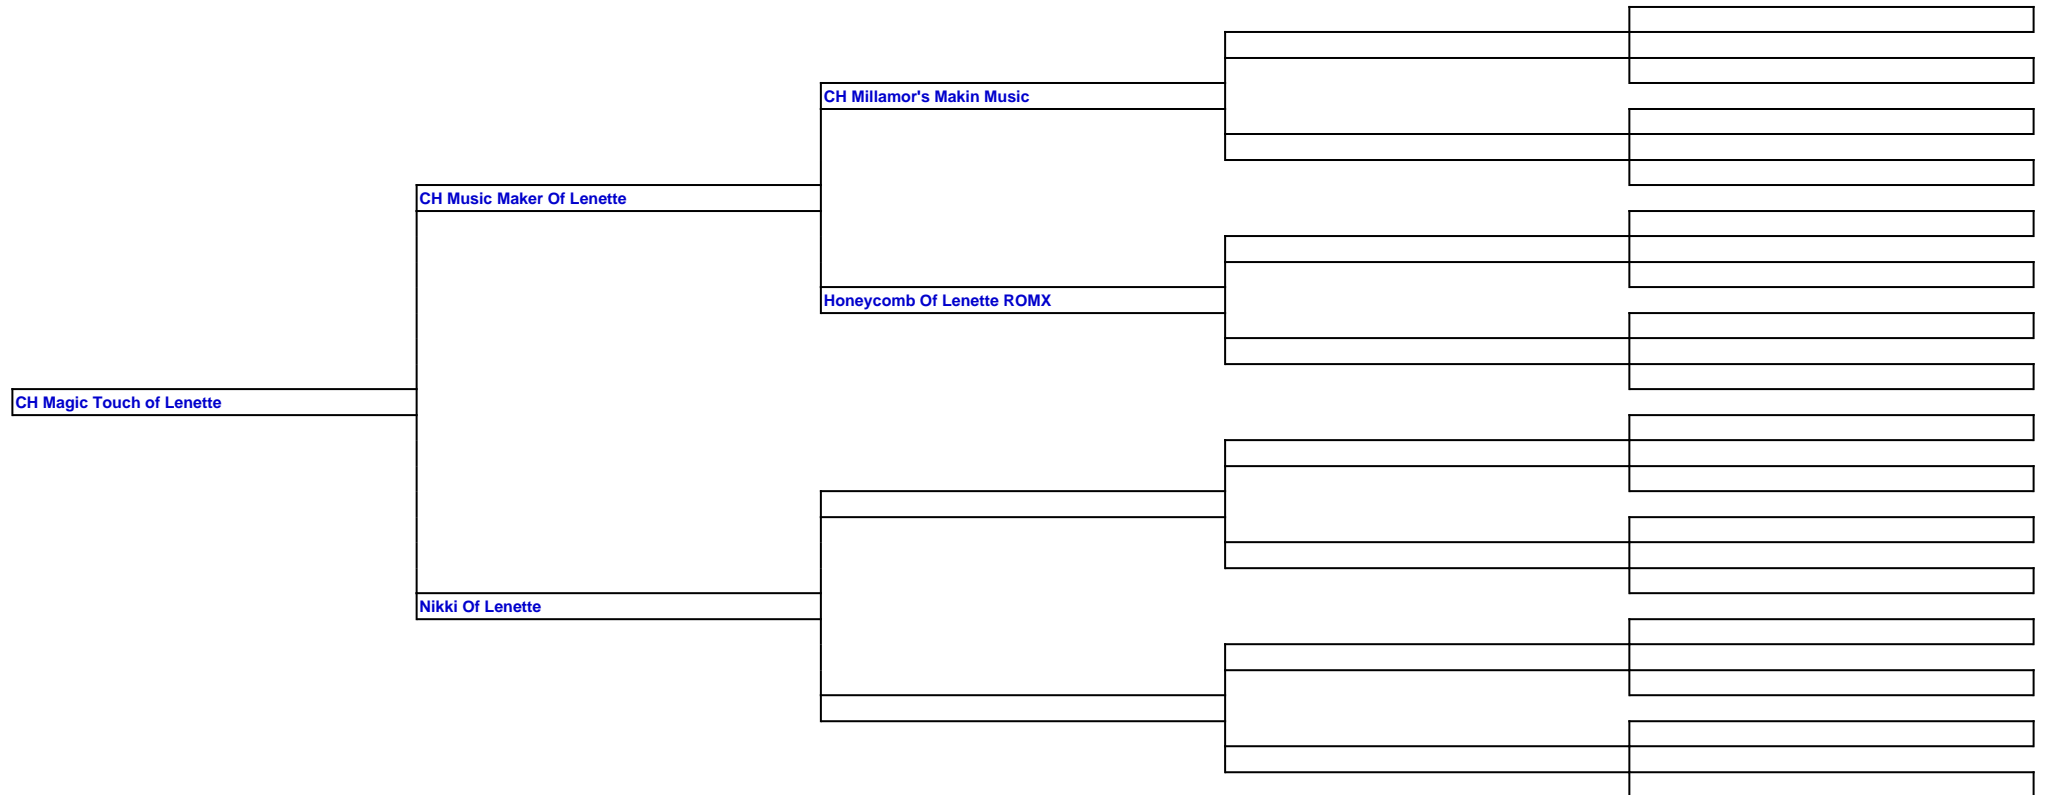 CH Millamor's Makin Music
CH Music Maker Of Lenette
Honeycomb Of Lenette ROMX
CH Magic Touch of Lenette
Nikki Of Lenette